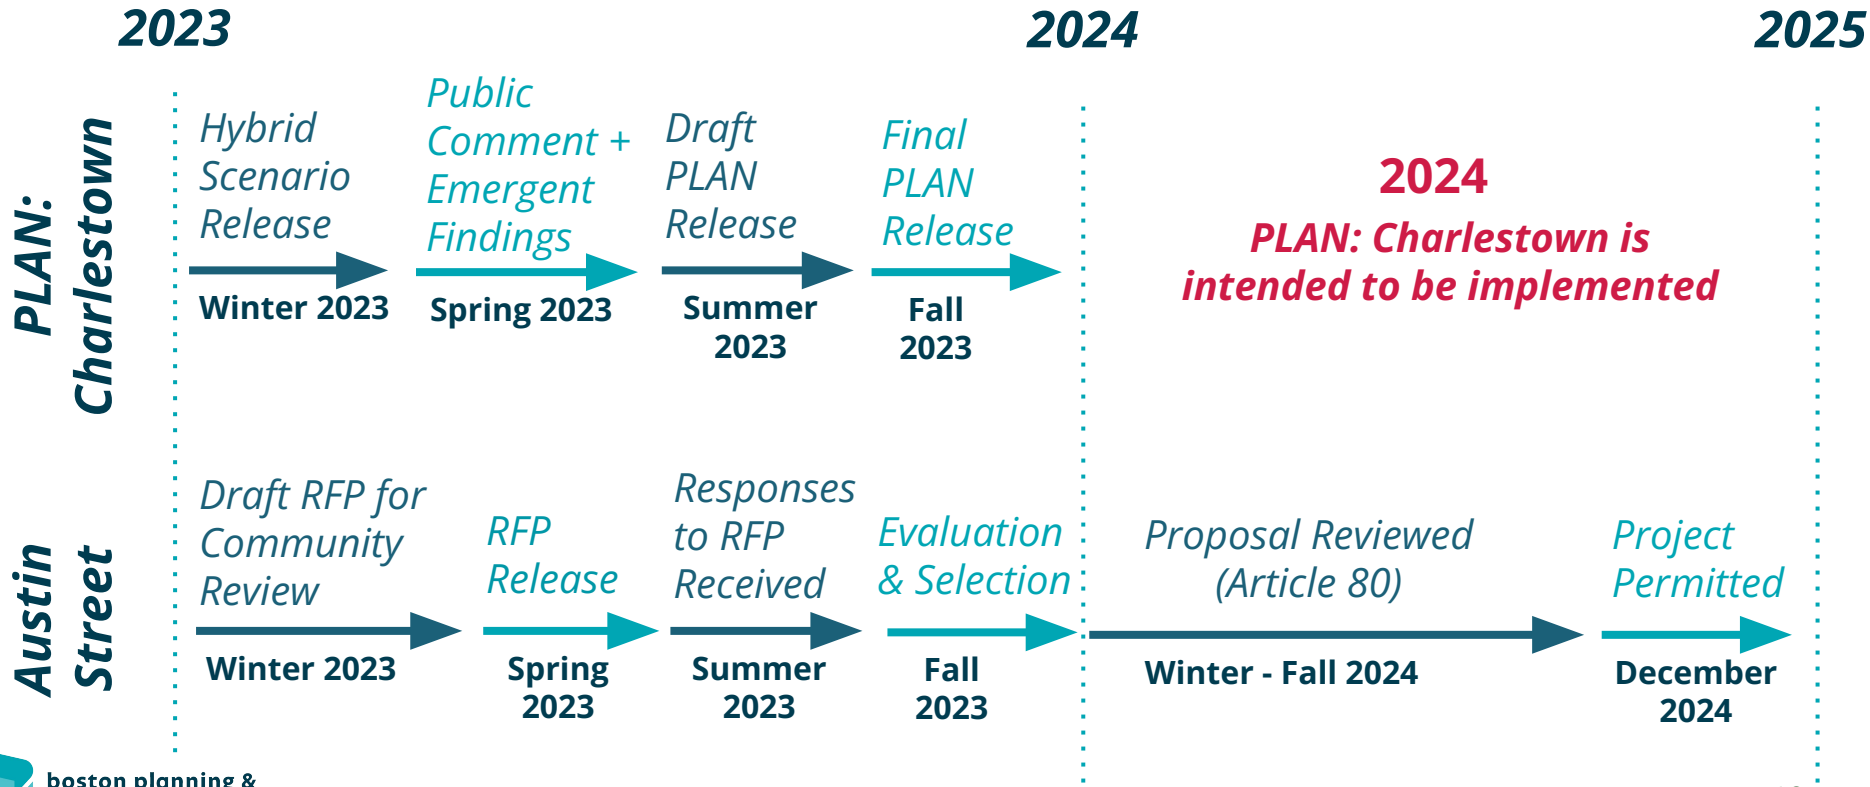 2023
2024
2025
PLAN:
Charlestown
Hybrid
Scenario
Release
Winter 2023
Public
Comment +
Emergent
Findings
Spring 2023
Draft
PLAN
Release
Summer
2023
Final
PLAN
Release
Fall
2023
2024
PLAN: Charlestown is
intended to be implemented
Austin
Street
Draft RFP for
Community
Review
Winter 2023
RFP
Release
Spring
2023
Responses
to RFP
Received
Summer
2023
Evaluation
& Selection
Fall
2023
Proposal Reviewed
(Article 80)
Winter - Fall 2024
Project
Permitted
December
2024
boston planning &